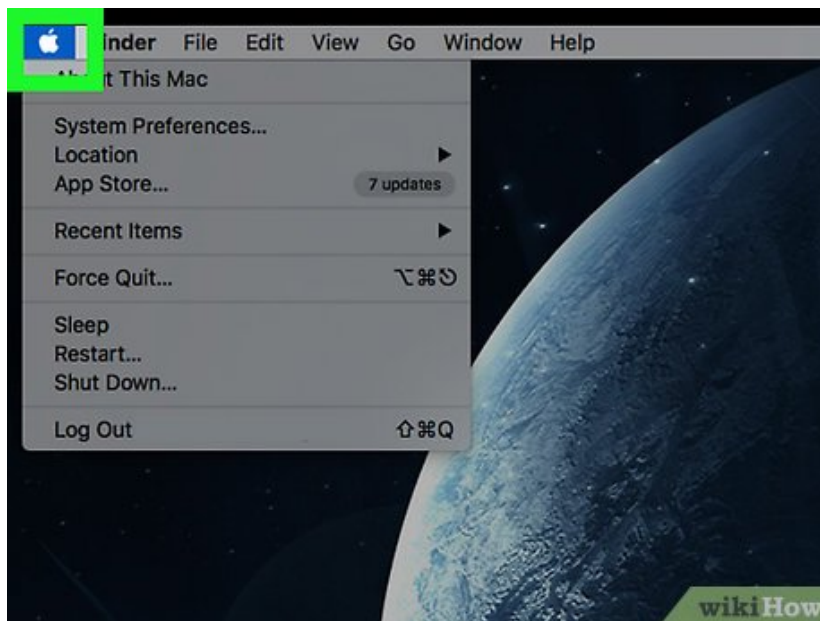 inder File Edit View Go Window Help
About This Mac
System Preferences...
Location
App Store... 7 updates
Recent Items
Force Quit... ⌥⌘⎋
Sleep
Restart...
Shut Down...
Log Out ⇧⌘Q
wikiHow